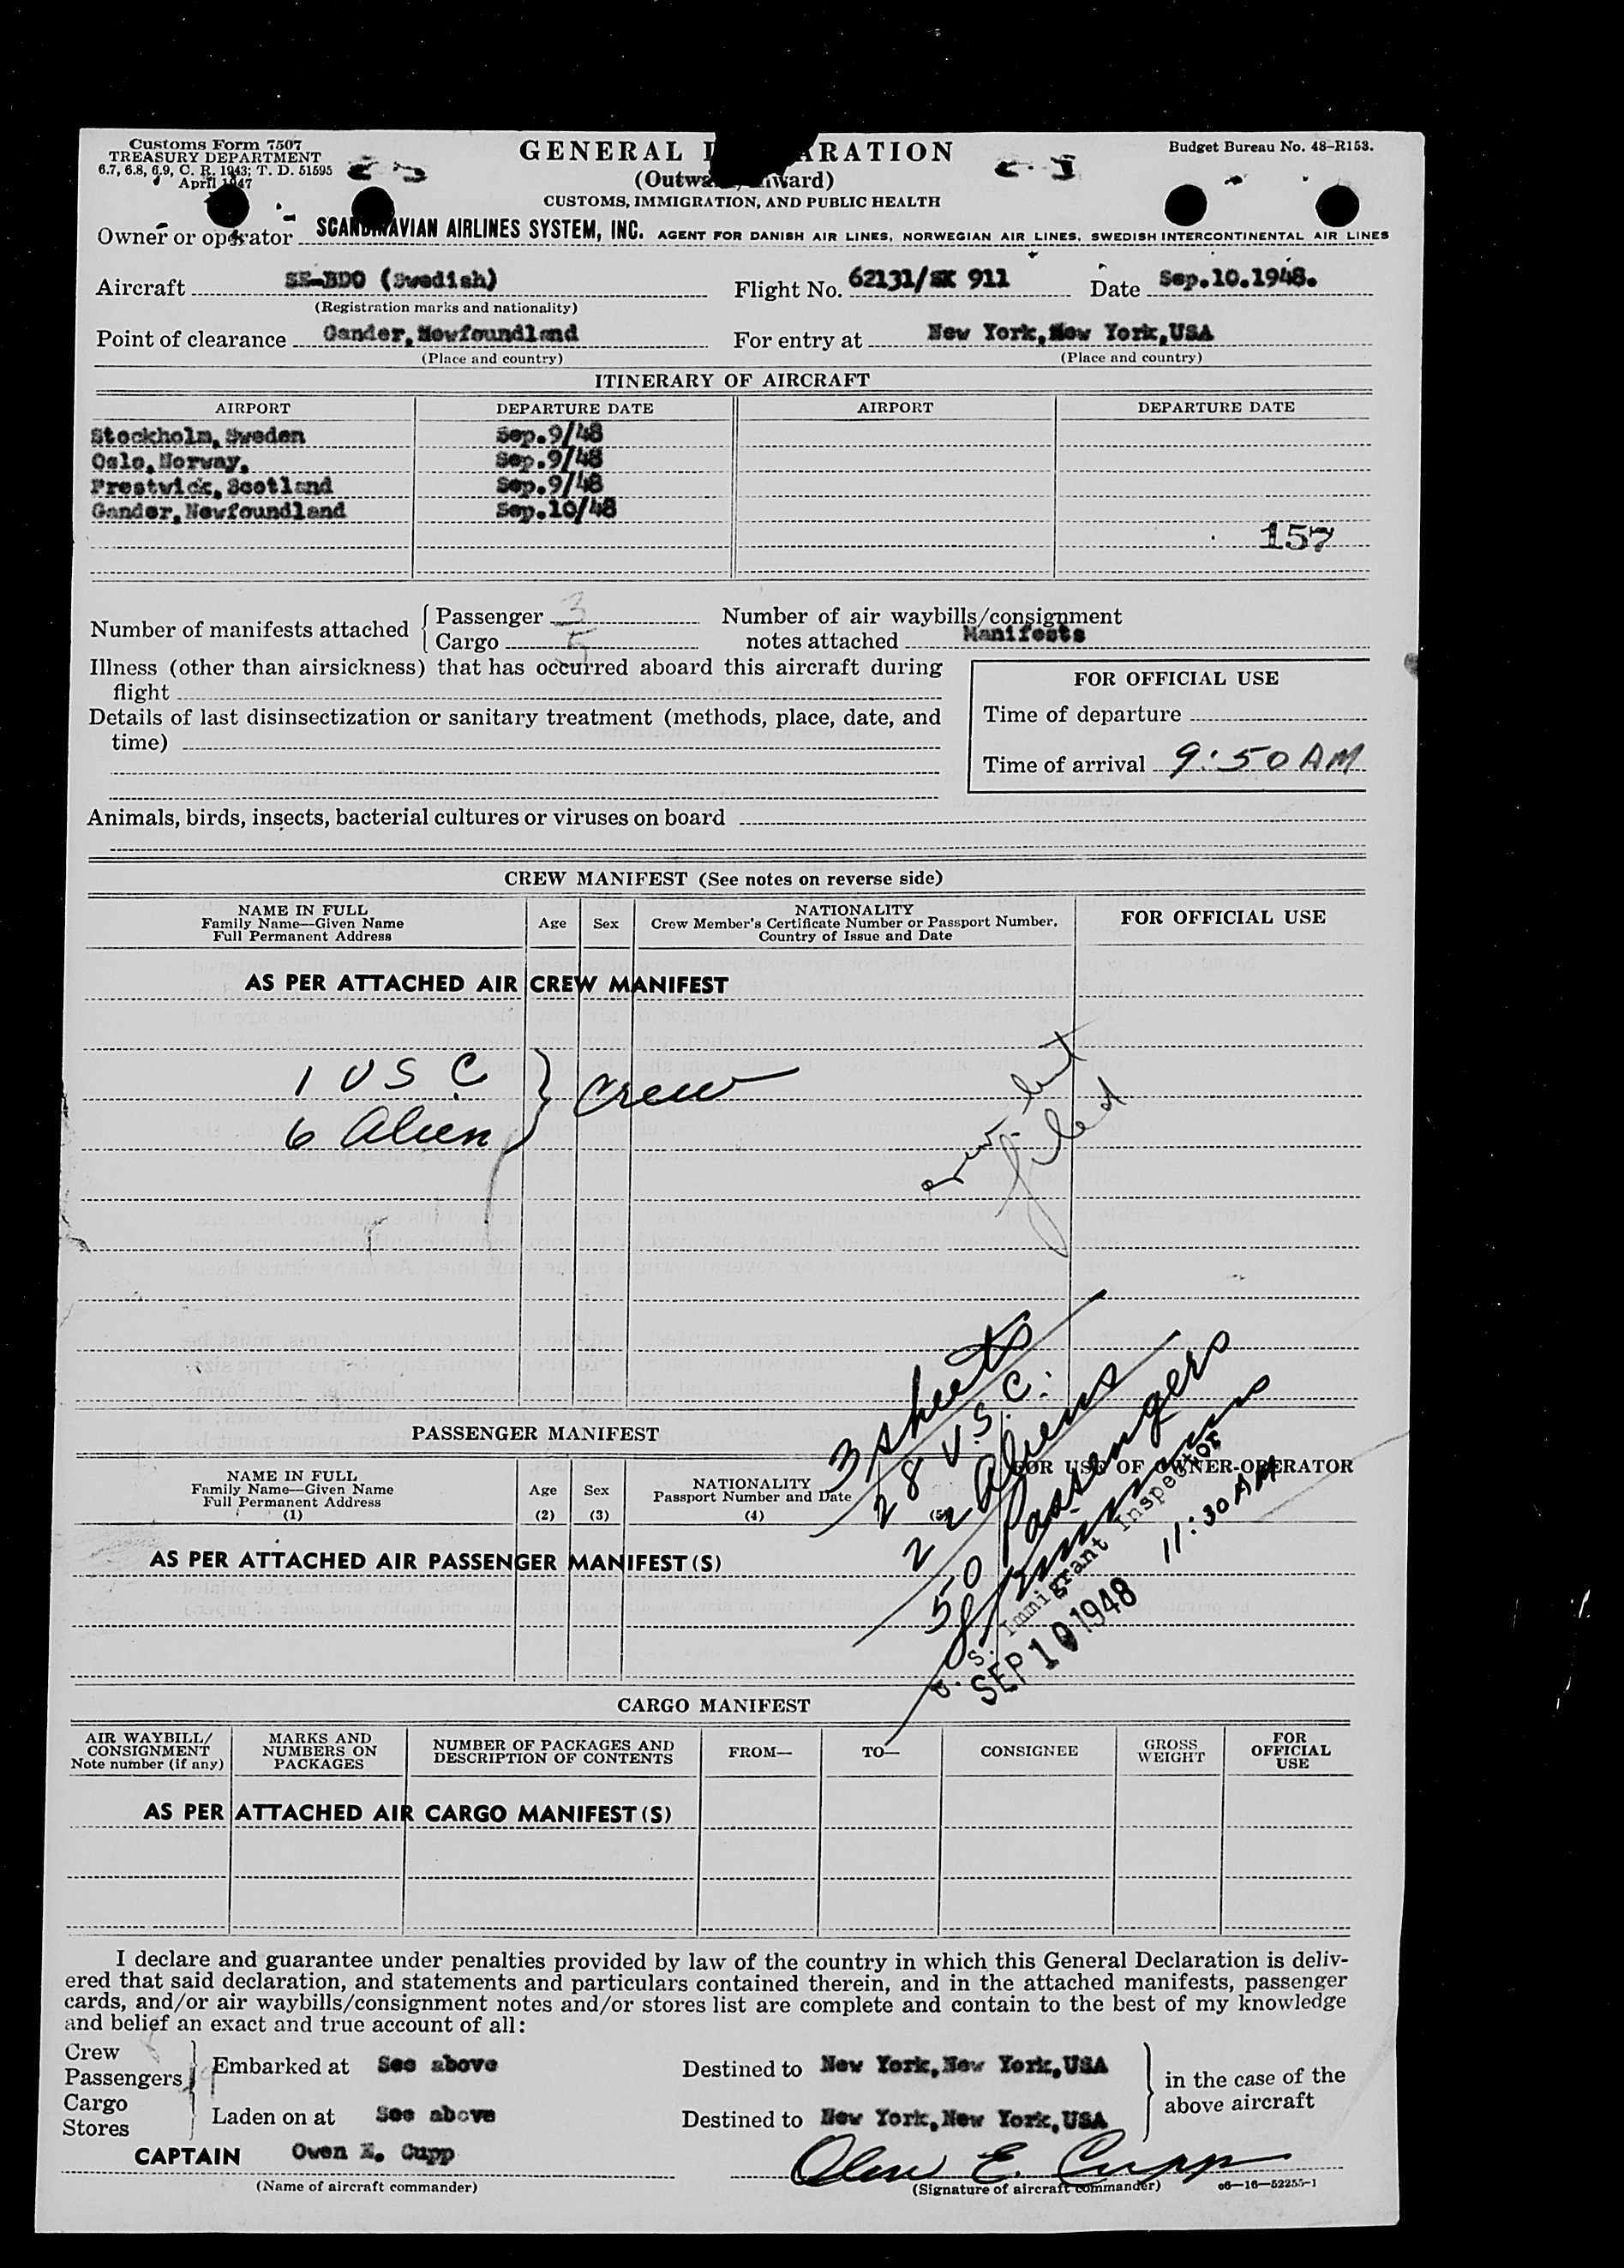 Customs Form 7507
TREASURY DEPARTMENT
6.7, 6.8, 6.9, C. R. 1943; T. D. 51595
April 1947
GENERAL D ARATION
(Outwa ward)
CUSTOMS, IMMIGRATION, AND PUBLIC HEALTH
Budget Bureau No. 48-R153.
Owner or operator SCANDINAVIAN AIRLINES SYSTEM, INC. AGENT FOR DANISH AIR LINES, NORWEGIAN AIR LINES, SWEDISH INTERCONTINENTAL AIR LINES
Aircraft SE-BDO (Swedish) Flight No. 62131/SK 911 Date Sep.10.1948.
(Registration marks and nationality)
Point of clearance Gander, Newfoundland For entry at New York, New York, USA
(Place and country) (Place and country)
ITINERARY OF AIRCRAFT
AIRPORT DEPARTURE DATE AIRPORT DEPARTURE DATE
Stockholm, Sweden Sep.9/48
Oslo, Norway, Sep.9/48
Prestwick, Scotland Sep.9/48
Gander, Newfoundland Sep.10/48
157
Number of manifests attached { Passenger 3
Cargo 5
Number of air waybills/consignment
notes attached Manifests
Illness (other than airsickness) that has occurred aboard this aircraft during
flight
Details of last disinsectization or sanitary treatment (methods, place, date, and
time)
FOR OFFICIAL USE
Time of departure
Time of arrival 9:50 AM
Animals, birds, insects, bacterial cultures or viruses on board
CREW MANIFEST (See notes on reverse side)
NAME IN FULL
Family Name—Given Name
Full Permanent Address
Age Sex
NATIONALITY
Crew Member's Certificate Number or Passport Number,
Country of Issue and Date
FOR OFFICIAL USE
AS PER ATTACHED AIR CREW MANIFEST
1 USC
6 Alien } Crew
list
filed
3 sheets
28 U.S.C.
22 Aliens
50 Passengers
U. S. Immigrant Inspector
11:30 AM
SEP 10 1948
PASSENGER MANIFEST
NAME IN FULL
Family Name—Given Name
Full Permanent Address
(1)
Age
(2)
Sex
(3)
NATIONALITY
Passport Number and Date
(4)
(5)
FOR USE OF OWNER-OPERATOR
AS PER ATTACHED AIR PASSENGER MANIFEST(S)
CARGO MANIFEST
AIR WAYBILL/
CONSIGNMENT
Note number (if any)
MARKS AND
NUMBERS ON
PACKAGES
NUMBER OF PACKAGES AND
DESCRIPTION OF CONTENTS
FROM— TO— CONSIGNEE
GROSS
WEIGHT
FOR
OFFICIAL
USE
AS PER ATTACHED AIR CARGO MANIFEST(S)
I declare and guarantee under penalties provided by law of the country in which this General Declaration is deliv-
ered that said declaration, and statements and particulars contained therein, and in the attached manifests, passenger
cards, and/or air waybills/consignment notes and/or stores list are complete and contain to the best of my knowledge
and belief an exact and true account of all:
Crew
Passengers } Embarked at See above Destined to New York, New York, USA
Cargo
Stores } Laden on at See above Destined to New York, New York, USA
in the case of the
above aircraft
CAPTAIN Owen E. Cupp
(Name of aircraft commander)
Olen E. Cupp
(Signature of aircraft commander) c6—16—52255-1